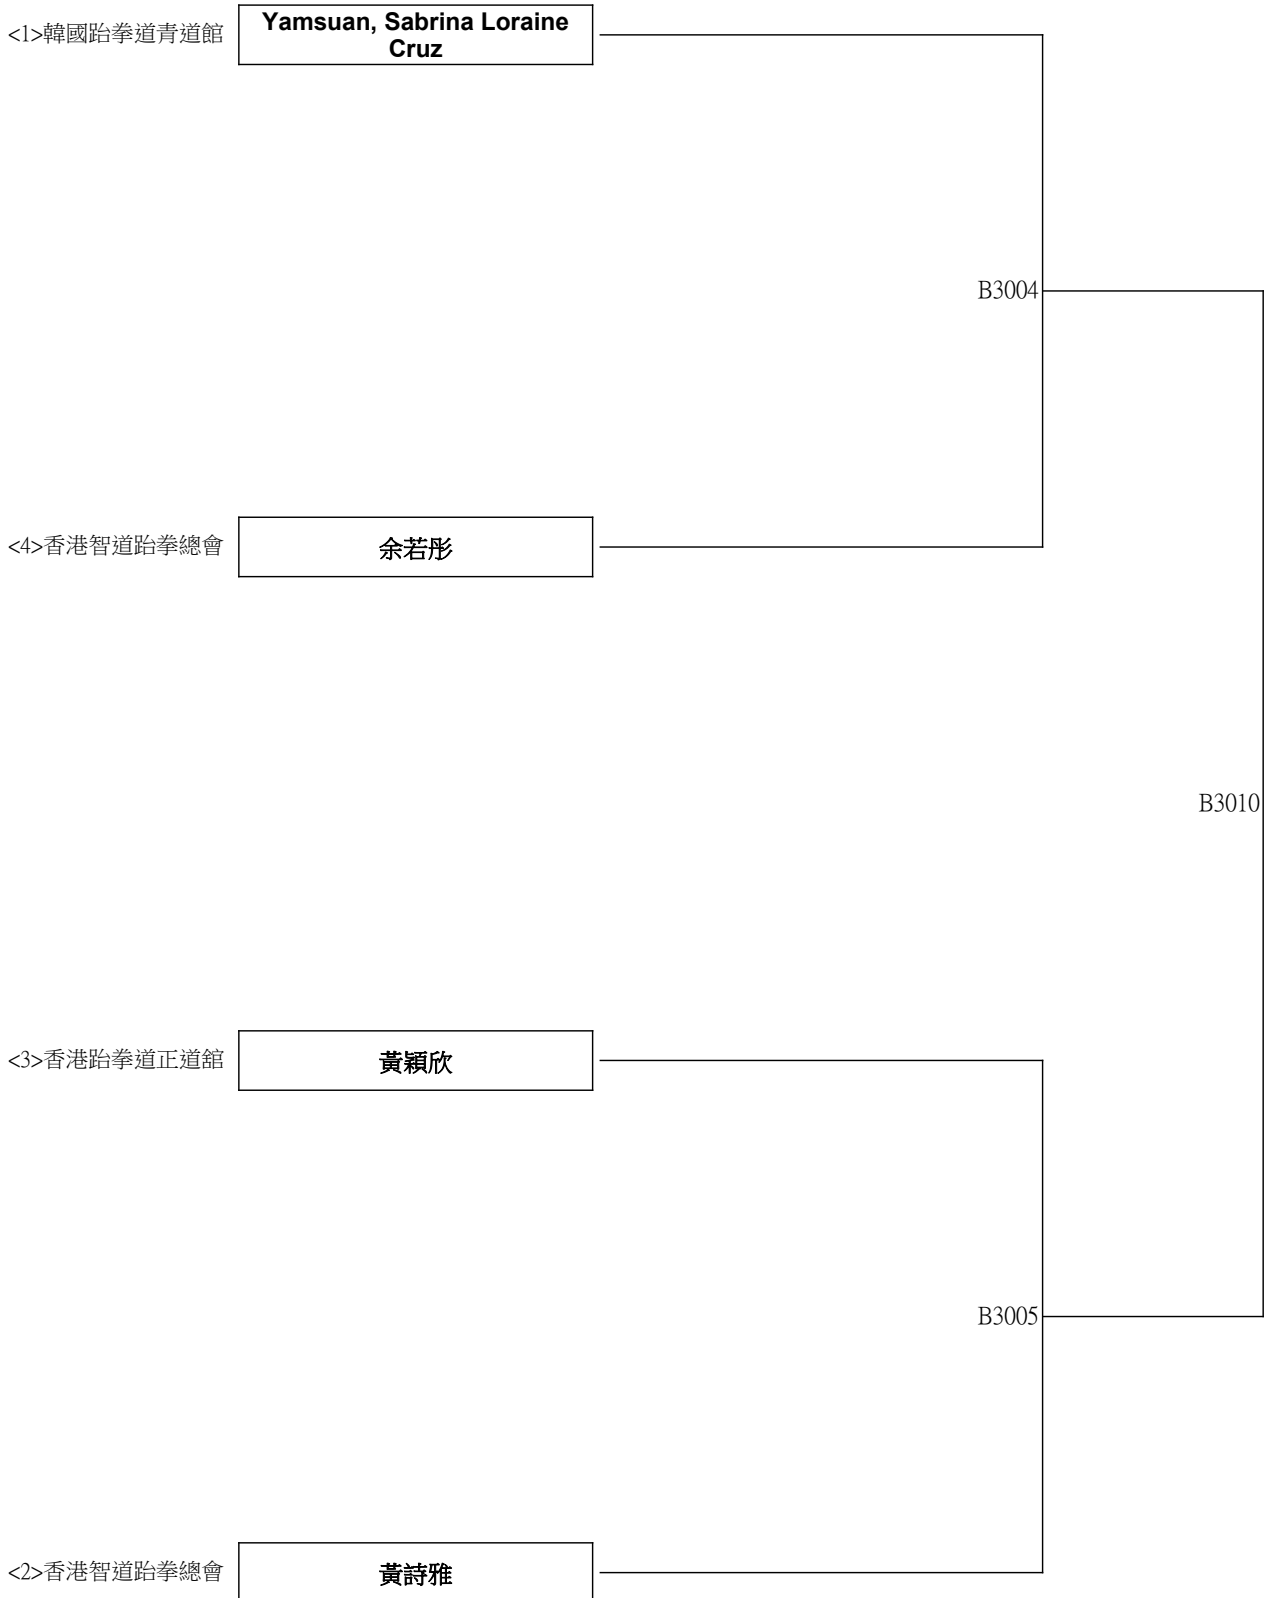 <1>韓國跆拳道青道館
Yamsuan, Sabrina Loraine
Cruz
B3004
<4>香港智道跆拳總會
余若彤
B3010
<3>香港跆拳道正道舘
黃穎欣
B3005
<2>香港智道跆拳總會
黃詩雅